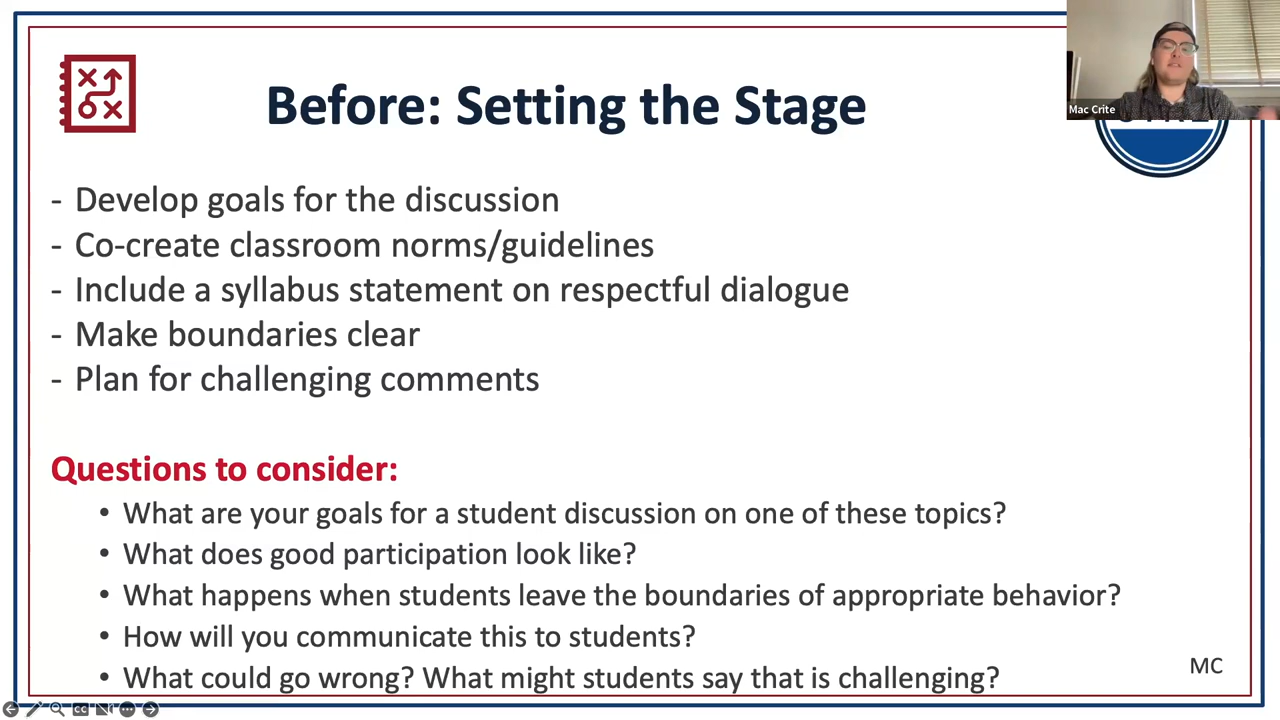 Before: Setting the Stage
Mac Crite
- Develop goals for the discussion
- Co-create classroom norms/guidelines
- Include a syllabus statement on respectful dialogue
- Make boundaries clear
- Plan for challenging comments
Questions to consider:
• What are your goals for a student discussion on one of these topics?
• What does good participation look like?
• What happens when students leave the boundaries of appropriate behavior?
• How will you communicate this to students?
• What could go wrong? What might students say that is challenging?
MC
CC